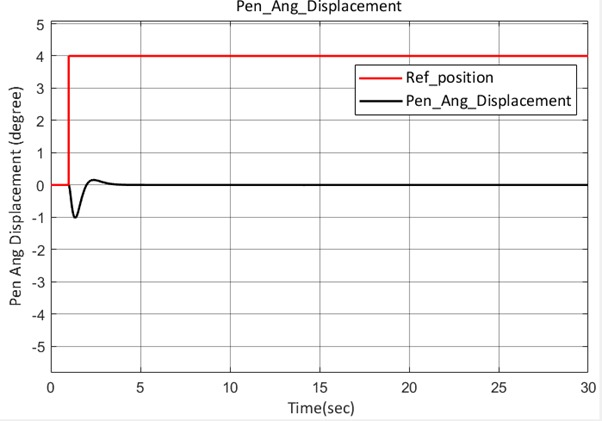 Pen_Ang_Displacement
5
4
3
2
1
0
-1
-2
-3
-4
-5
Pen Ang Displacement (degree)
Ref_position
Pen_Ang_Displacement
0 5 10 15 20 25 30
Time(sec)